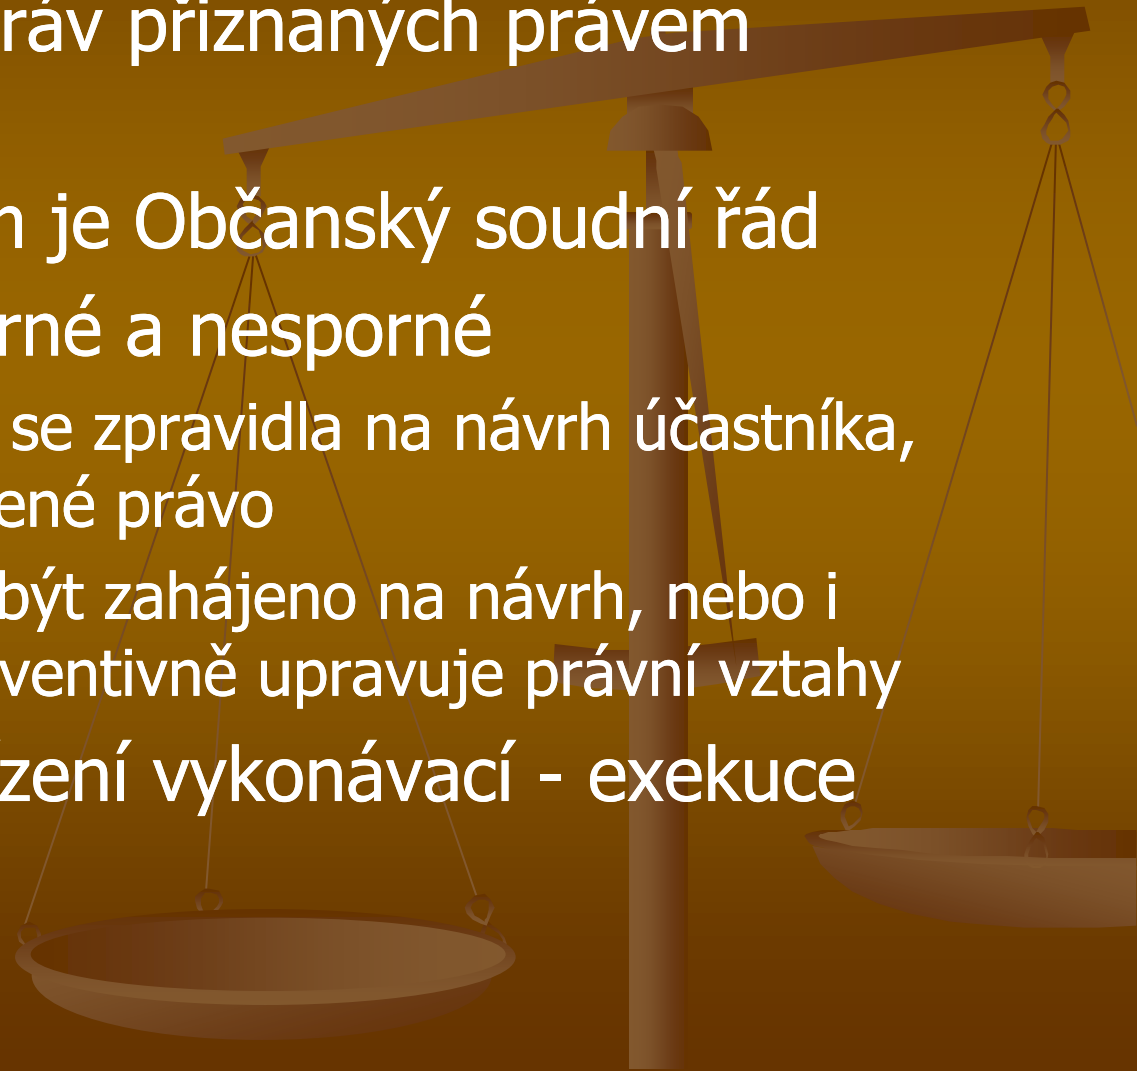 ráv přiznaných právem
je Občanský soudní řád
rné a nesporné
se zpravidla na návrh účastníka,
ené právo
být zahájeno na návrh, nebo i
ventivně upravuje právní vztahy
zení vykonávací - exekuce